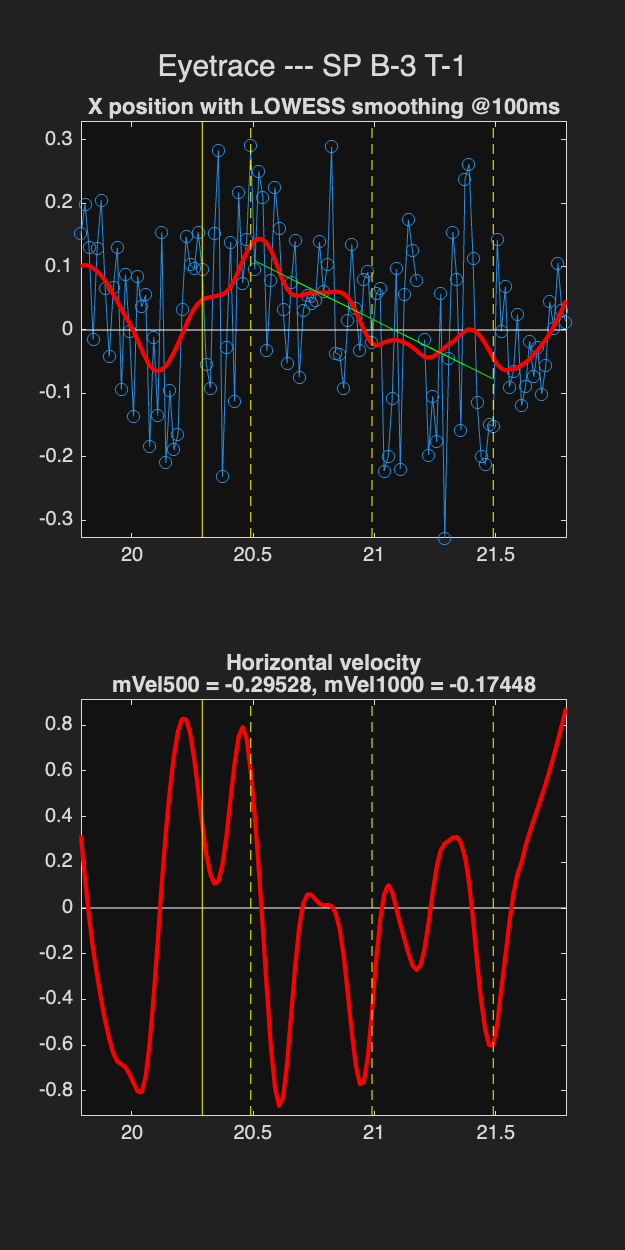 Eyetrace --- SP B-3 T-1
X position with LOWESS smoothing @100ms
0.3
0.2
0.1
0
-0.1
-0.2
-0.3
20 20.5 21 21.5
Horizontal velocity
mVel500 = -0.29528, mVel1000 = -0.17448
0.8
0.6
0.4
0.2
0
-0.2
-0.4
-0.6
-0.8
20 20.5 21 21.5